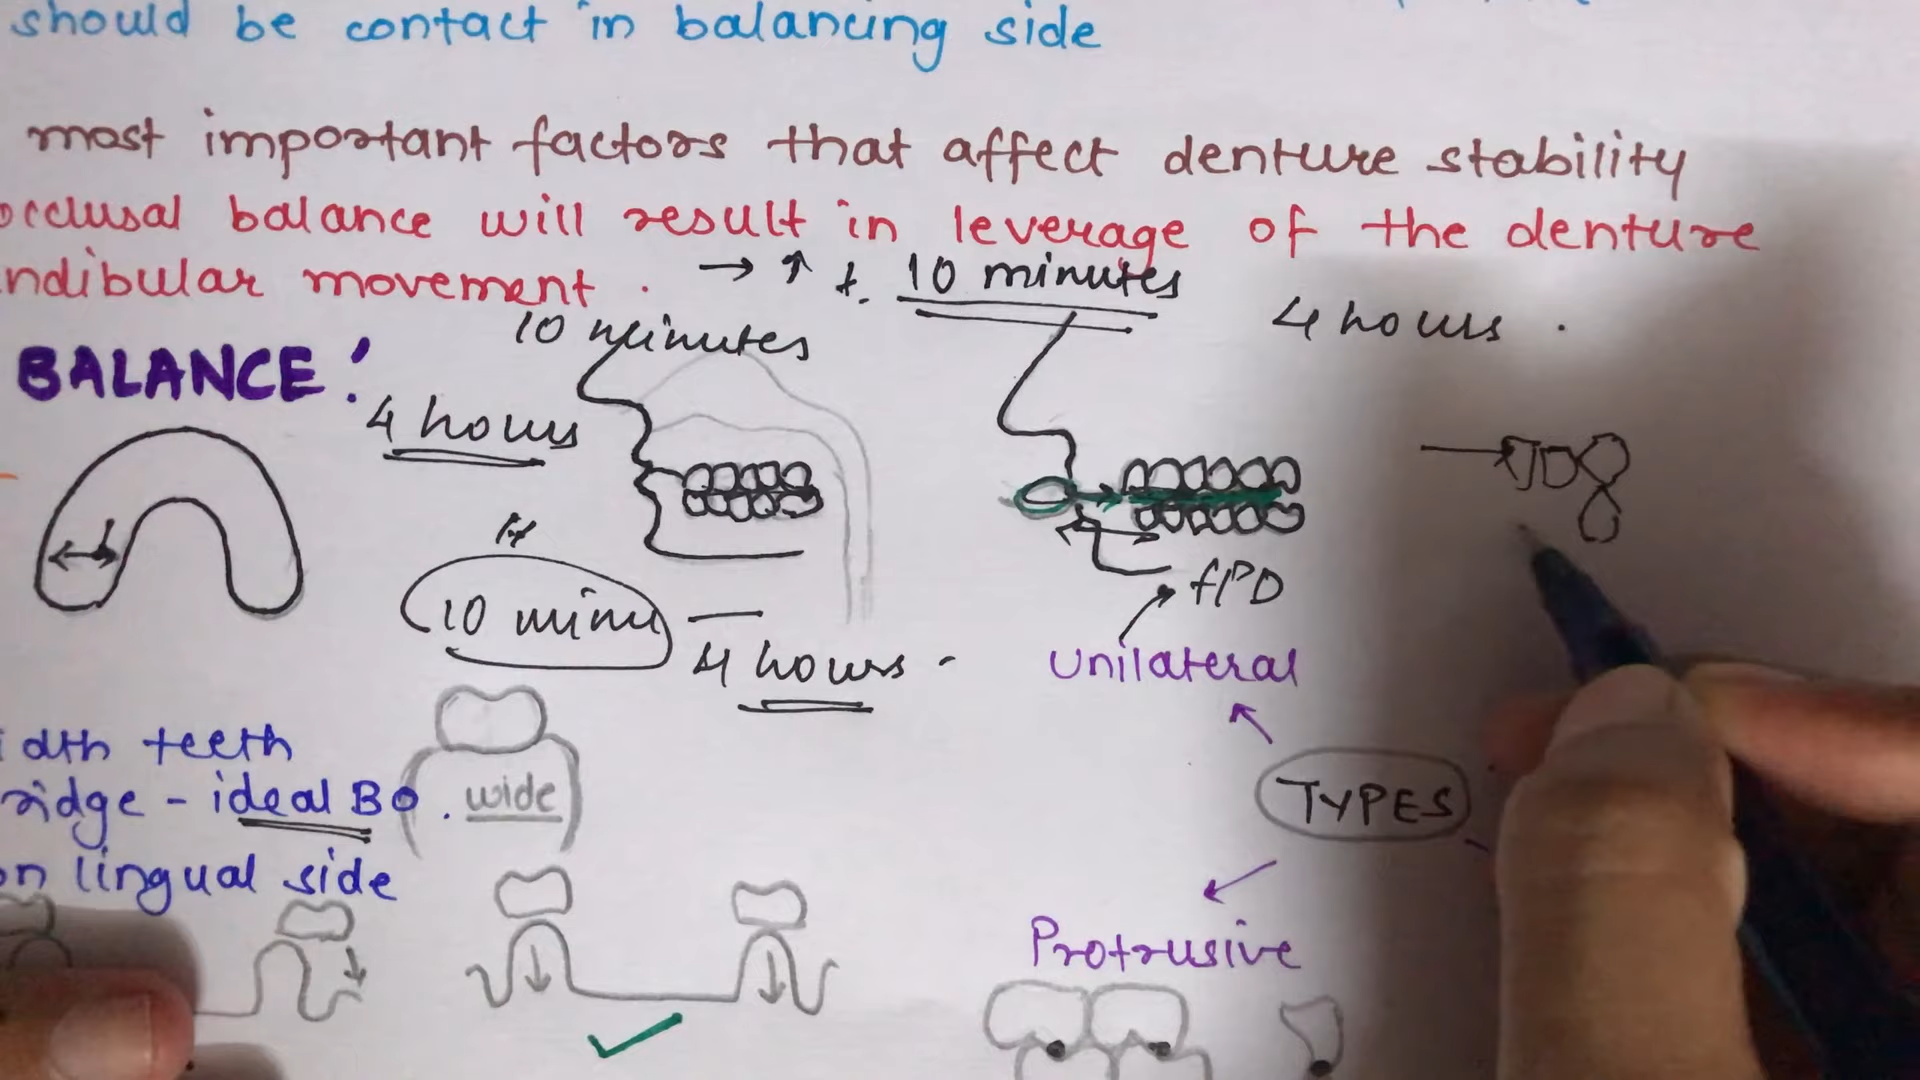 should be contact in balancing side
most important factors that affect denture stability
occlusal balance will result in leverage of the denture
ndibular movement . → ↑ t. 10 minutes
4 hours .
10 minutes
BALANCE!
4 hours
10 minu —
4 hours -
fPD
Unilateral
idth teeth
ridge - ideal BO. wide
TYPES
on lingual side
Protrusive